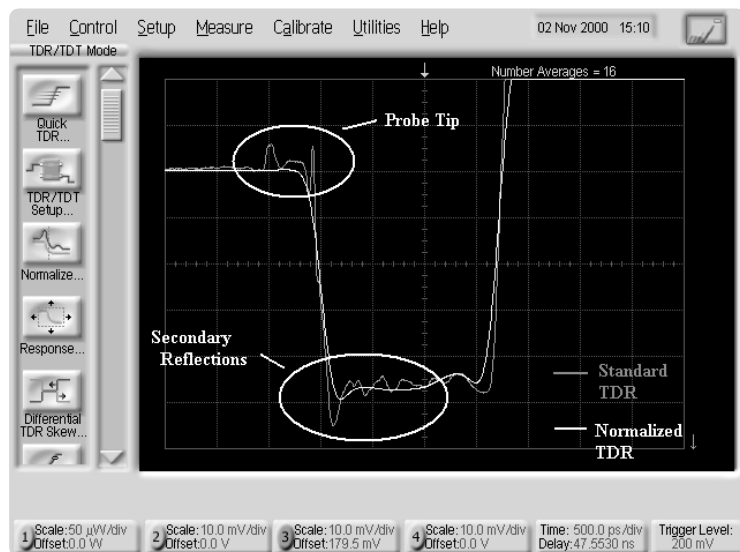 File Control Setup Measure Calibrate Utilities Help 02 Nov 2000 15:10
TDR/TDT Mode
Number Averages = 16
Quick
TDR...
TDR/TDT
Setup...
Normalize...
Response...
Differential
TDR Skew...
Probe Tip
Secondary
Reflections
Standard
TDR
Normalized
TDR
1 Scale:50 µW/div
Offset:0.0 W
2 Scale:10.0 mV/div
Offset:0.0 V
3 Scale:10.0 mV/div
Offset:179.5 mV
4 Scale:10.0 mV/div
Offset:0.0 V
Time: 500.0 ps/div
Delay:47.5530 ns
Trigger Level:
200 mV